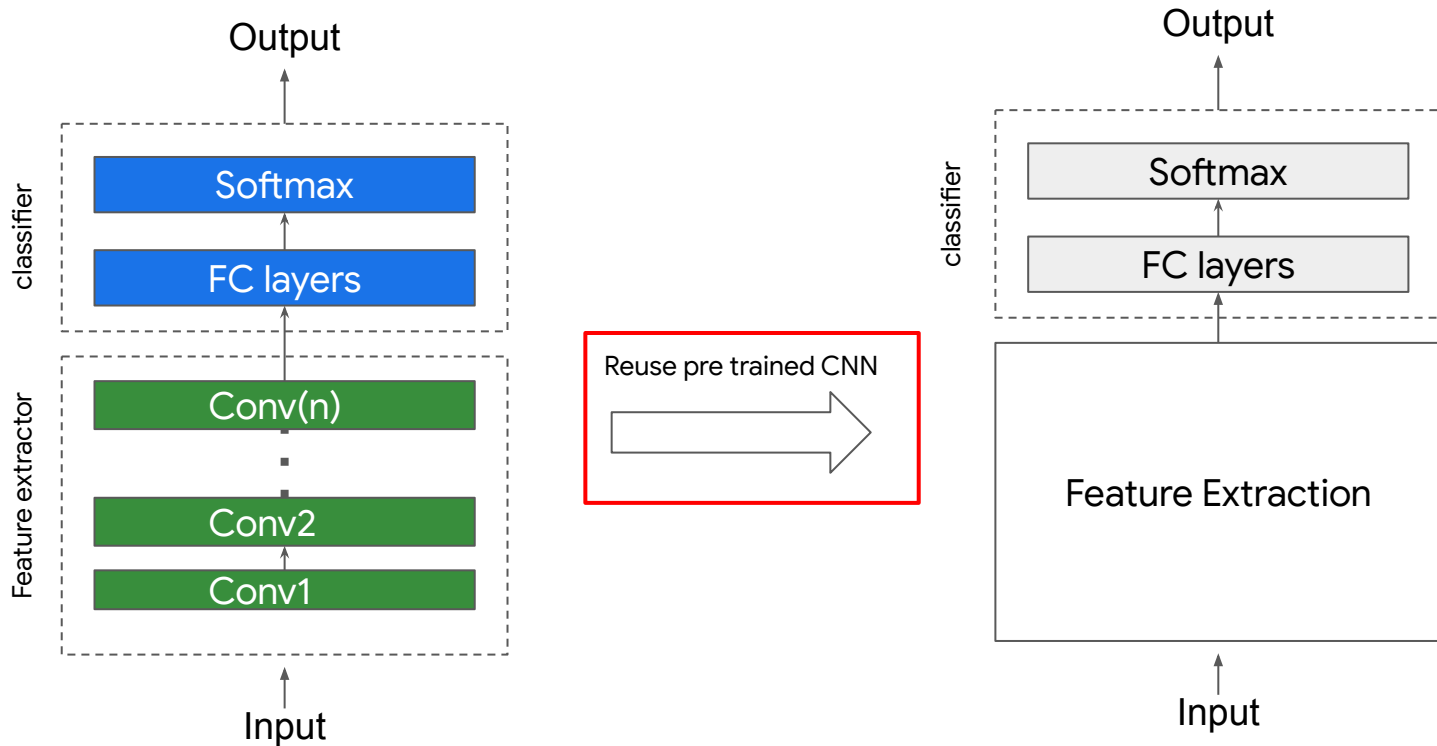 Output
classifier
Softmax
FC layers
Feature extractor
Conv(n)
Conv2
Conv1
Input
Reuse pre trained CNN
Output
classifier
Softmax
FC layers
Feature Extraction
Input